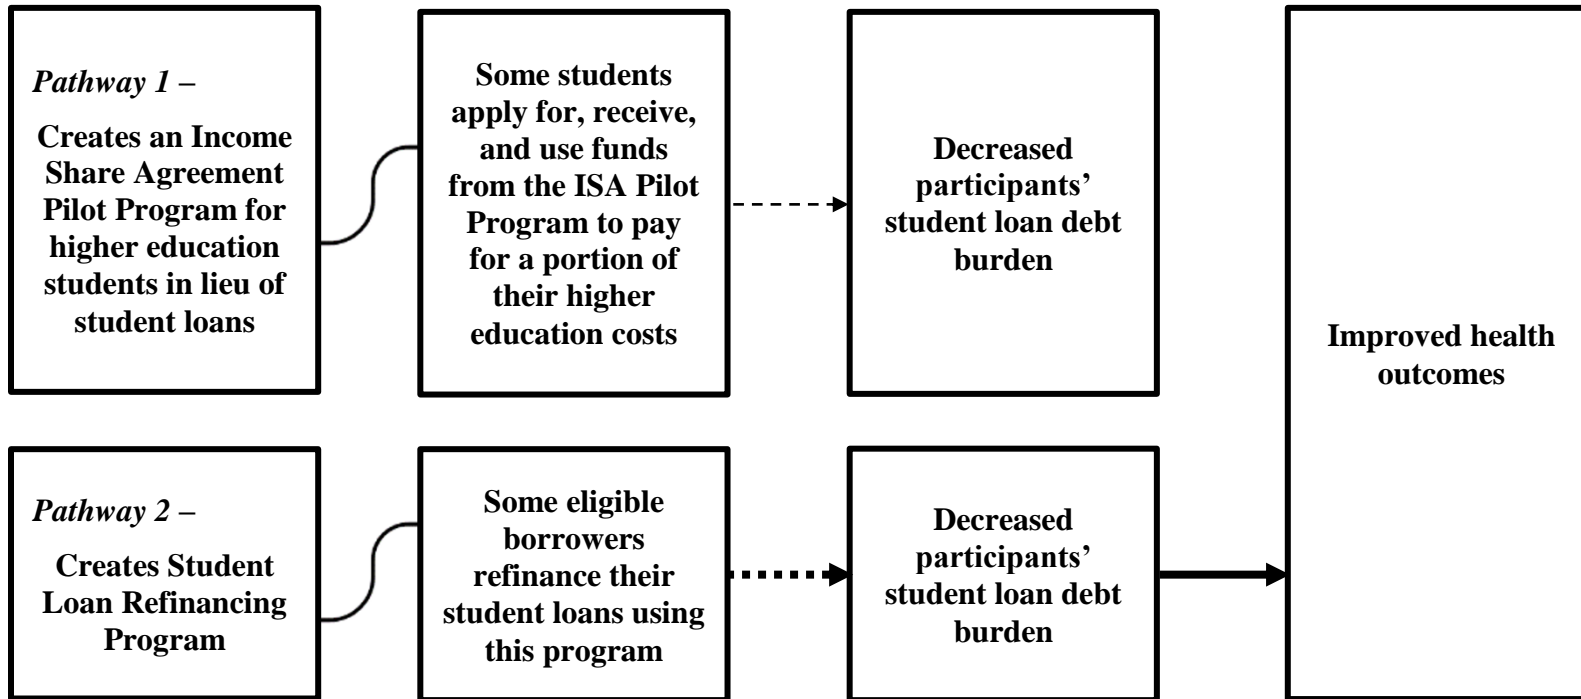 Pathway 1 –
Creates an Income
Share Agreement
Pilot Program for
higher education
students in lieu of
student loans
Some students
apply for, receive,
and use funds
from the ISA Pilot
Program to pay
for a portion of
their higher
education costs
Decreased
participants’
student loan debt
burden
Improved health
outcomes
Pathway 2 –
Creates Student
Loan Refinancing
Program
Some eligible
borrowers
refinance their
student loans using
this program
Decreased
participants’
student loan debt
burden